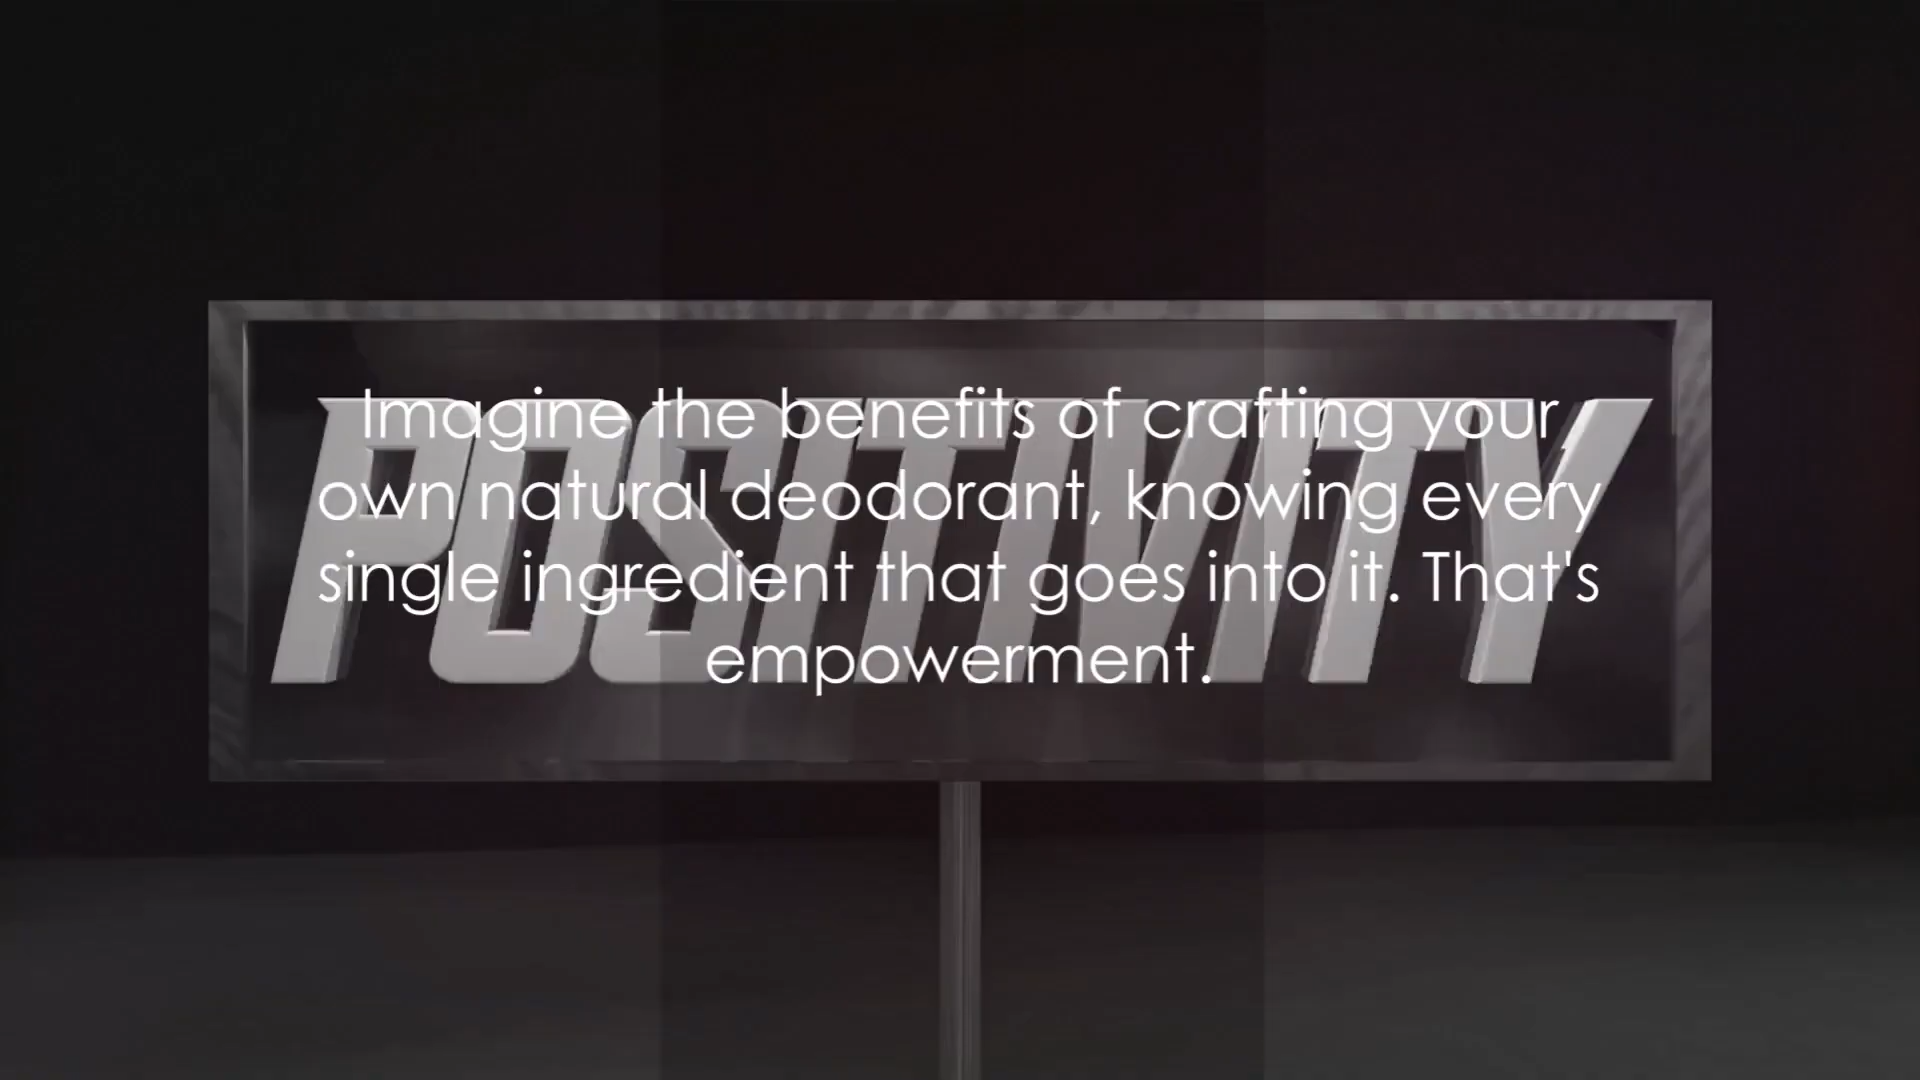 POSITIVITY
Imagine the benefits of crafting your
own natural deodorant, knowing every
single ingredient that goes into it. That's
empowerment.